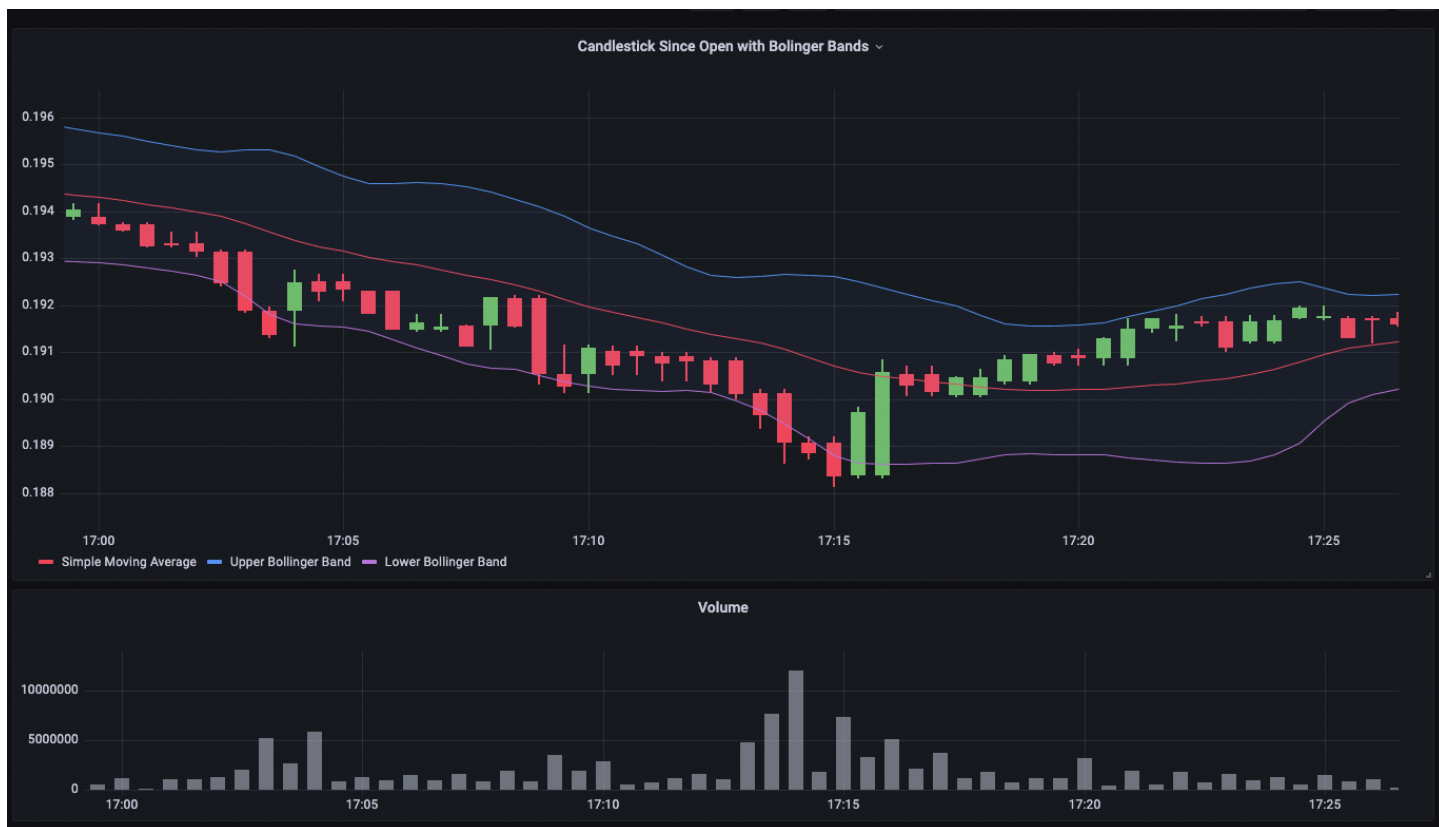 Candlestick Since Open with Bolinger Bands
0.196
0.195
0.194
0.193
0.192
0.191
0.190
0.189
0.188
17:00 17:05 17:10 17:15 17:20 17:25
Simple Moving Average Upper Bollinger Band Lower Bollinger Band
Volume
10000000
5000000
0
17:00 17:05 17:10 17:15 17:20 17:25